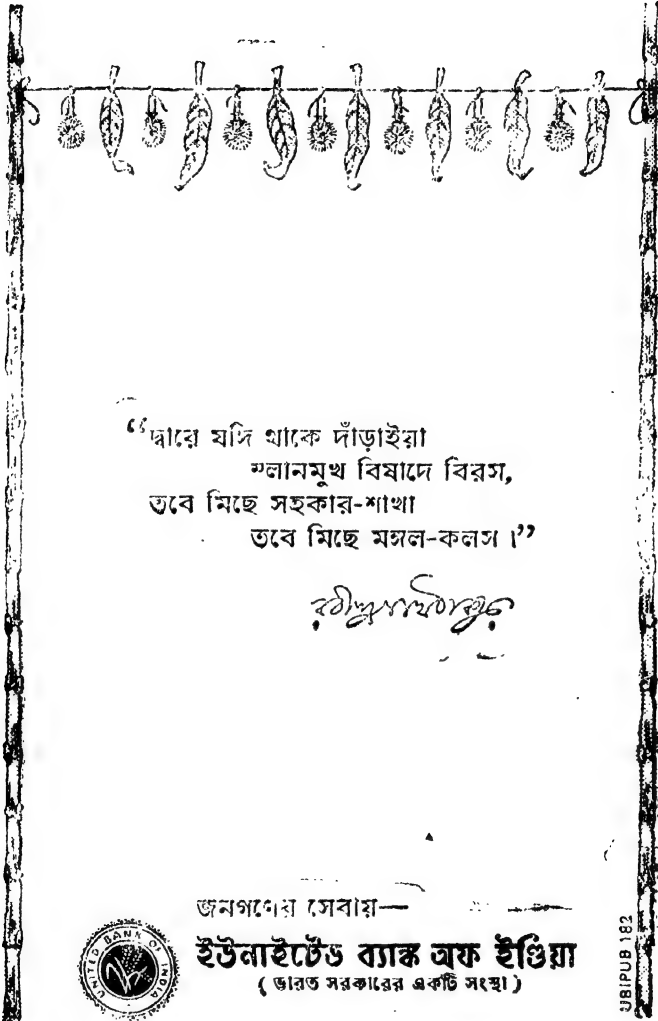 “দ্বারে যদি থাকে দাঁড়াইয়া
ম্লানমুখ বিষাদে বিরস,
তবে মিছে সহকার-শাখা
তবে মিছে মঙ্গল-কলস।”
রবীন্দ্রনাথ ঠাকুর
জনগণের সেবায়—
ইউনাইটেড ব্যাঙ্ক অফ ইণ্ডিয়া
( ভারত সরকারের একটি সংস্থা )
UNITED BANK OF INDIA
UBIPUB 182